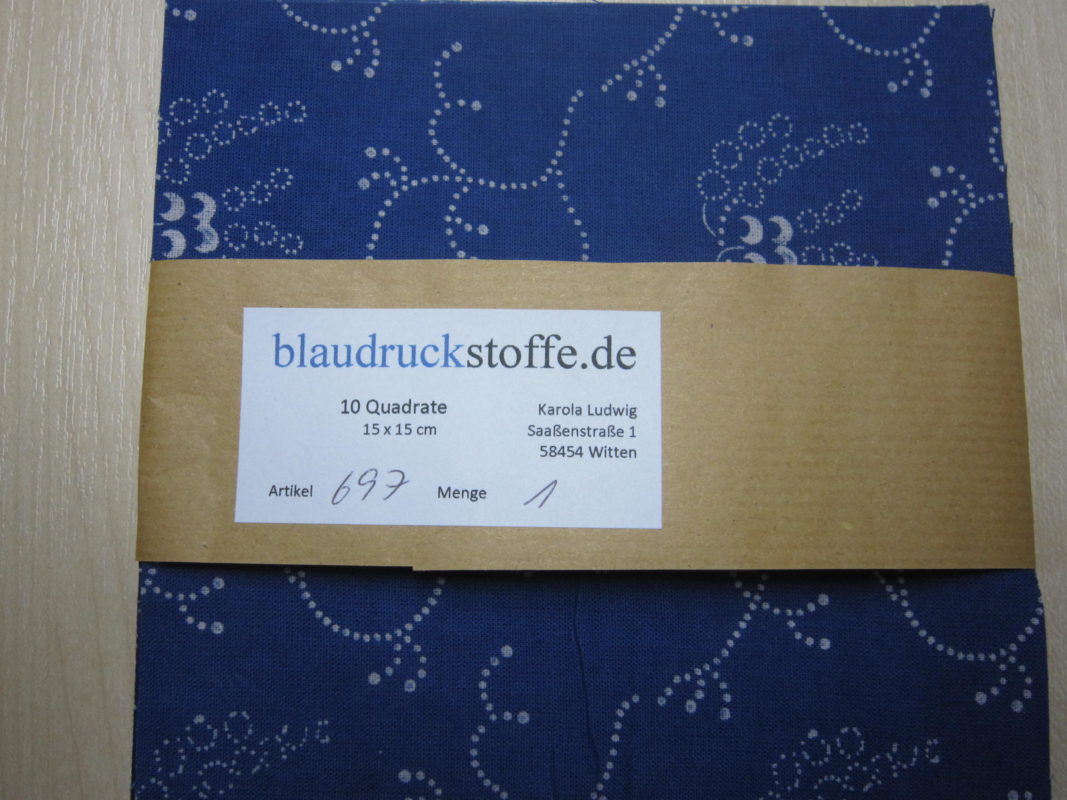 blaudruckstoffe.de
10 Quadrate
15 x 15 cm
Karola Ludwig
Saaßenstraße 1
58454 Witten
Artikel 697 Menge 1